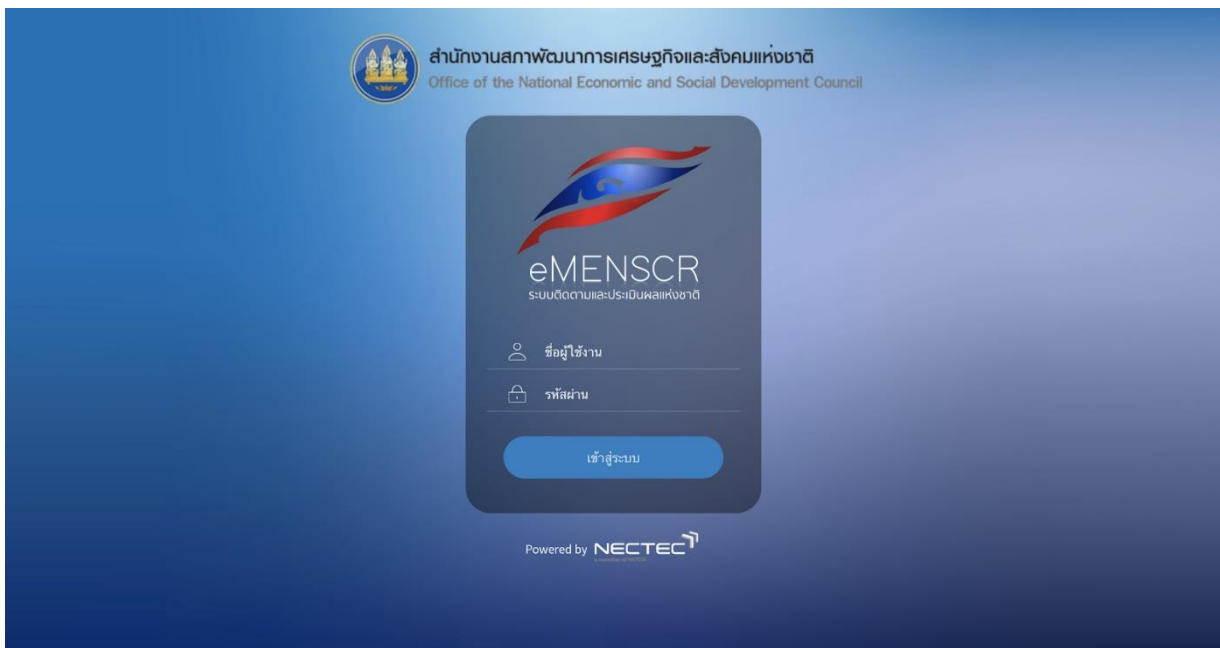 สำนักงานสภาพัฒนาการเศรษฐกิจและสังคมแห่งชาติ
Office of the National Economic and Social Development Council
eMENSCR
ระบบติดตามและประเมินผลแห่งชาติ
ชื่อผู้ใช้งาน
รหัสผ่าน
เข้าสู่ระบบ
Powered by NECTEC